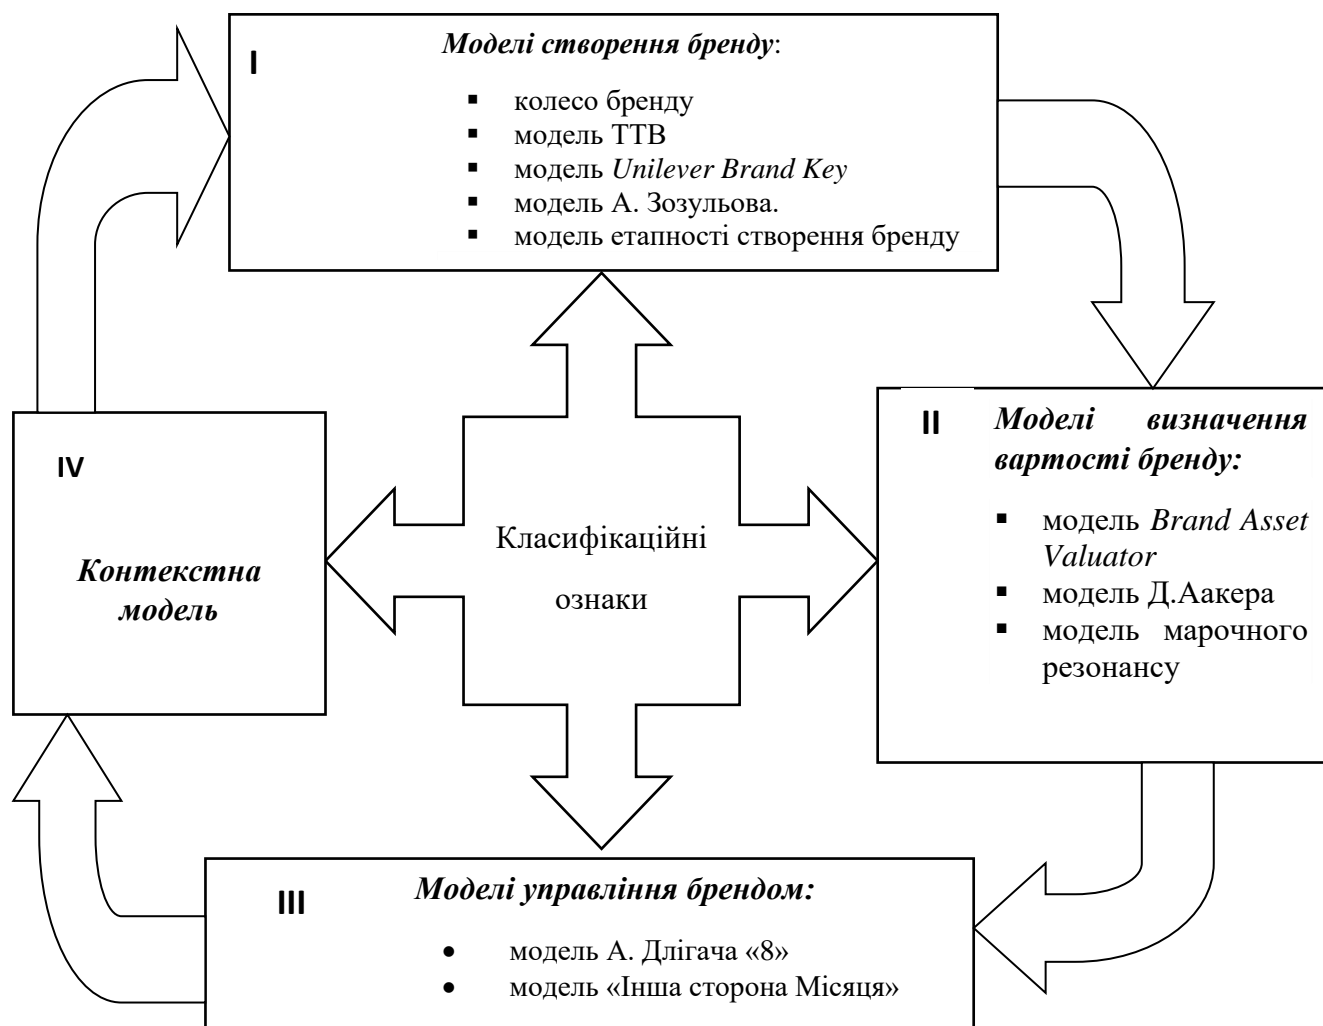 I
Моделі створення бренду:
▪ колесо бренду
▪ модель ТТВ
▪ модель Unilever Brand Key
▪ модель А. Зозульова.
▪ модель етапності створення бренду
II
Моделі визначення
вартості бренду:
▪ модель Brand Asset
Valuator
▪ модель Д.Аакера
▪ модель марочного
резонансу
IV
Контекстна
модель
Класифікаційні
ознаки
III
Моделі управління брендом:
• модель А. Длігача «8»
• модель «Інша сторона Місяця»